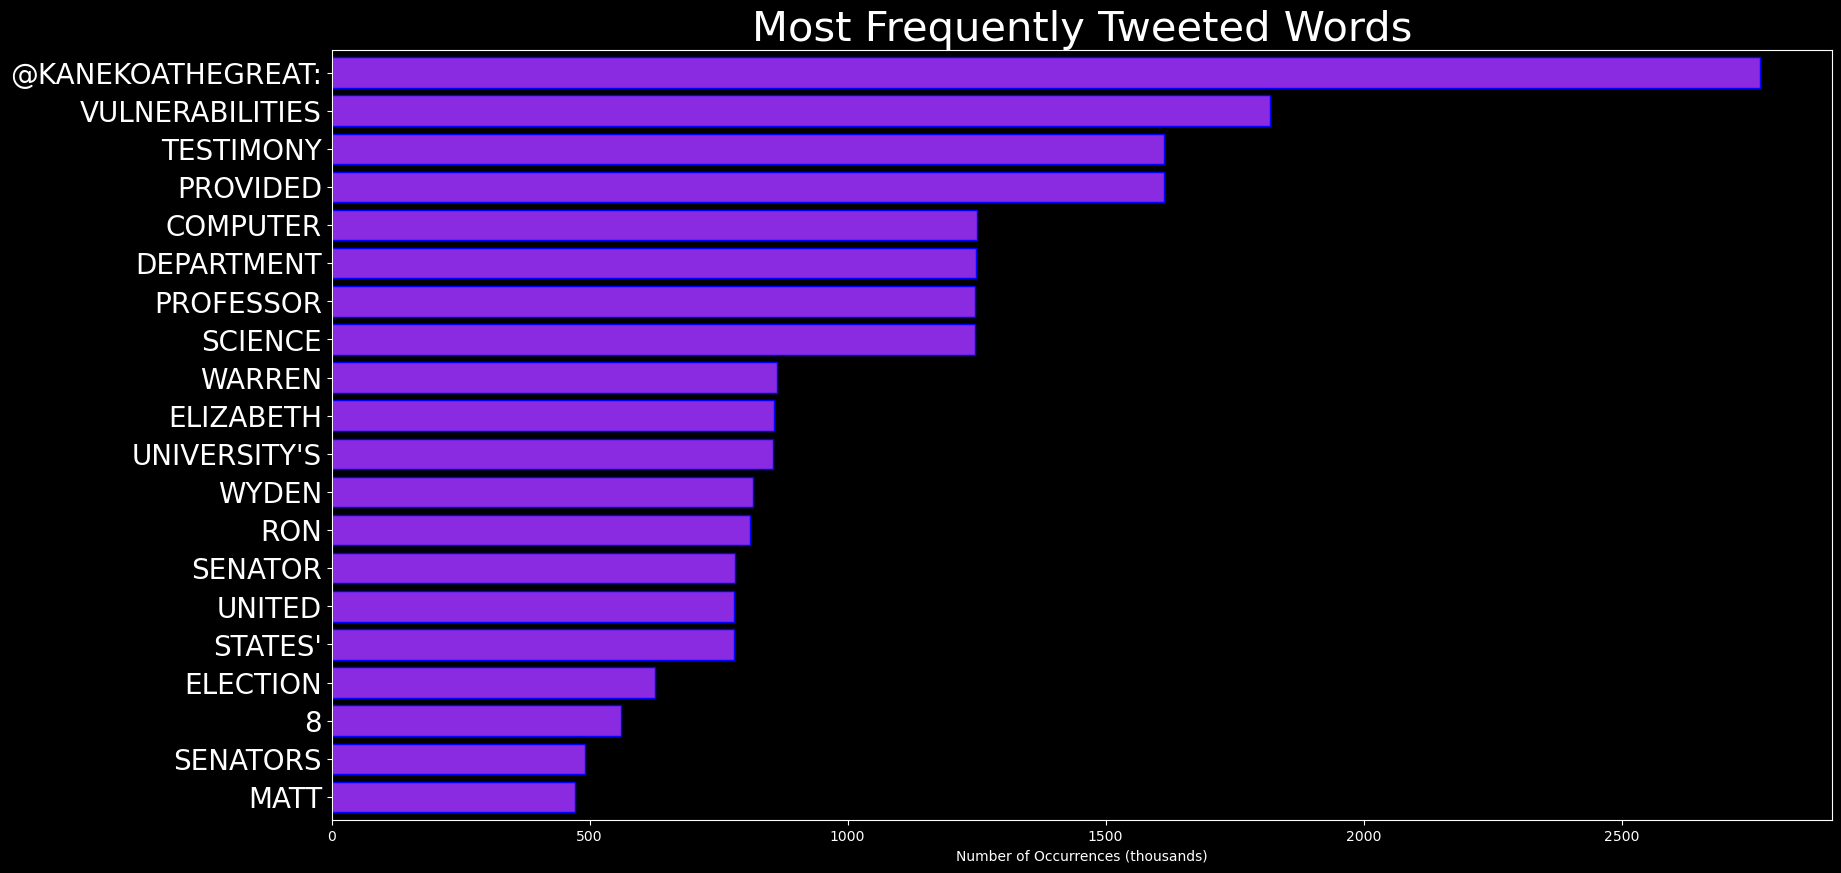 Most Frequently Tweeted Words
@KANEKOATHEGREAT:
VULNERABILITIES
TESTIMONY
PROVIDED
COMPUTER
DEPARTMENT
PROFESSOR
SCIENCE
WARREN
ELIZABETH
UNIVERSITY'S
WYDEN
RON
SENATOR
UNITED
STATES'
ELECTION
8
SENATORS
MATT
0 500 1000 1500 2000 2500
Number of Occurrences (thousands)